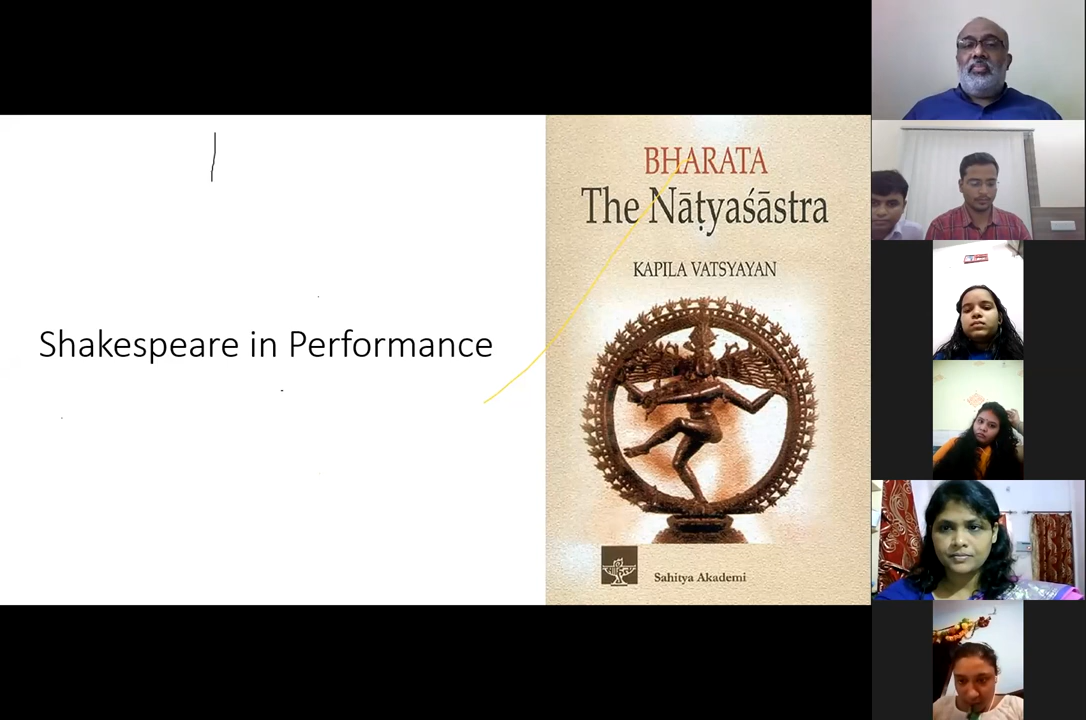 Shakespeare in Performance
BHARATA
The Nāṭyaśāstra
KAPILA VATSYAYAN
Sahitya Akademi